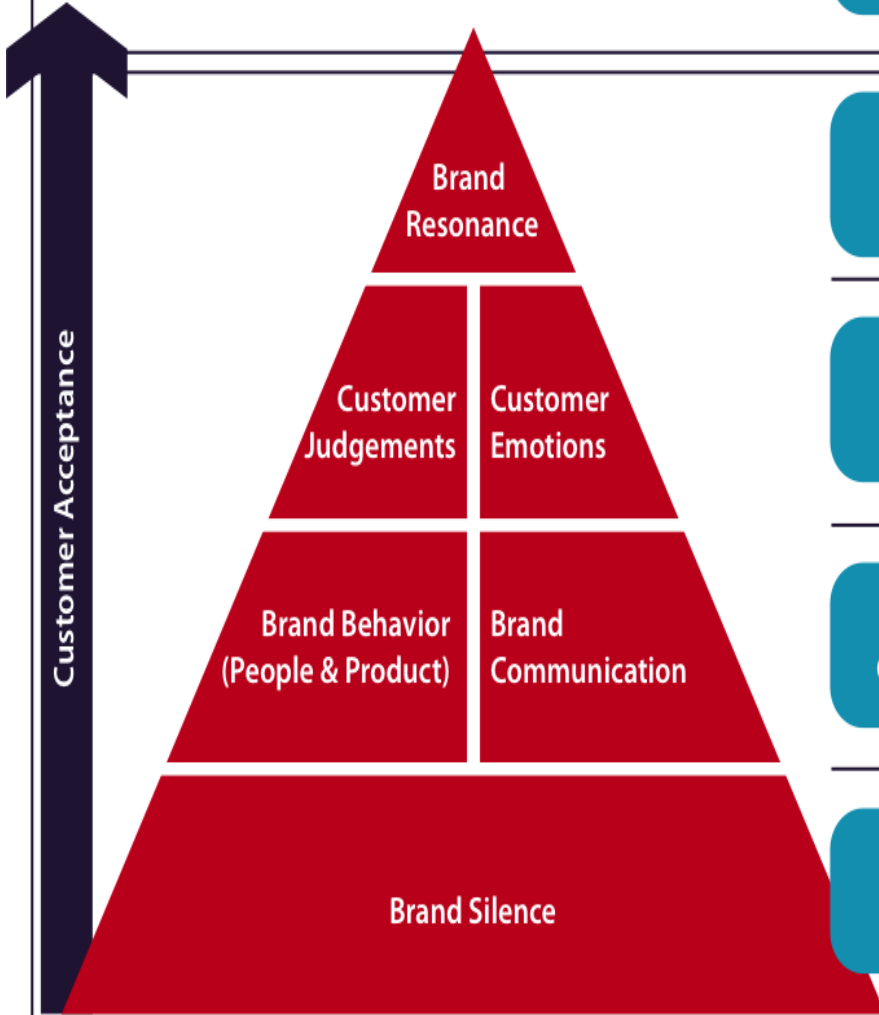 Brand
Resonance
Customer
Judgements
Customer
Emotions
Brand Behavior
(People & Product)
Brand
Communication
Brand Silence
Customer Acceptance